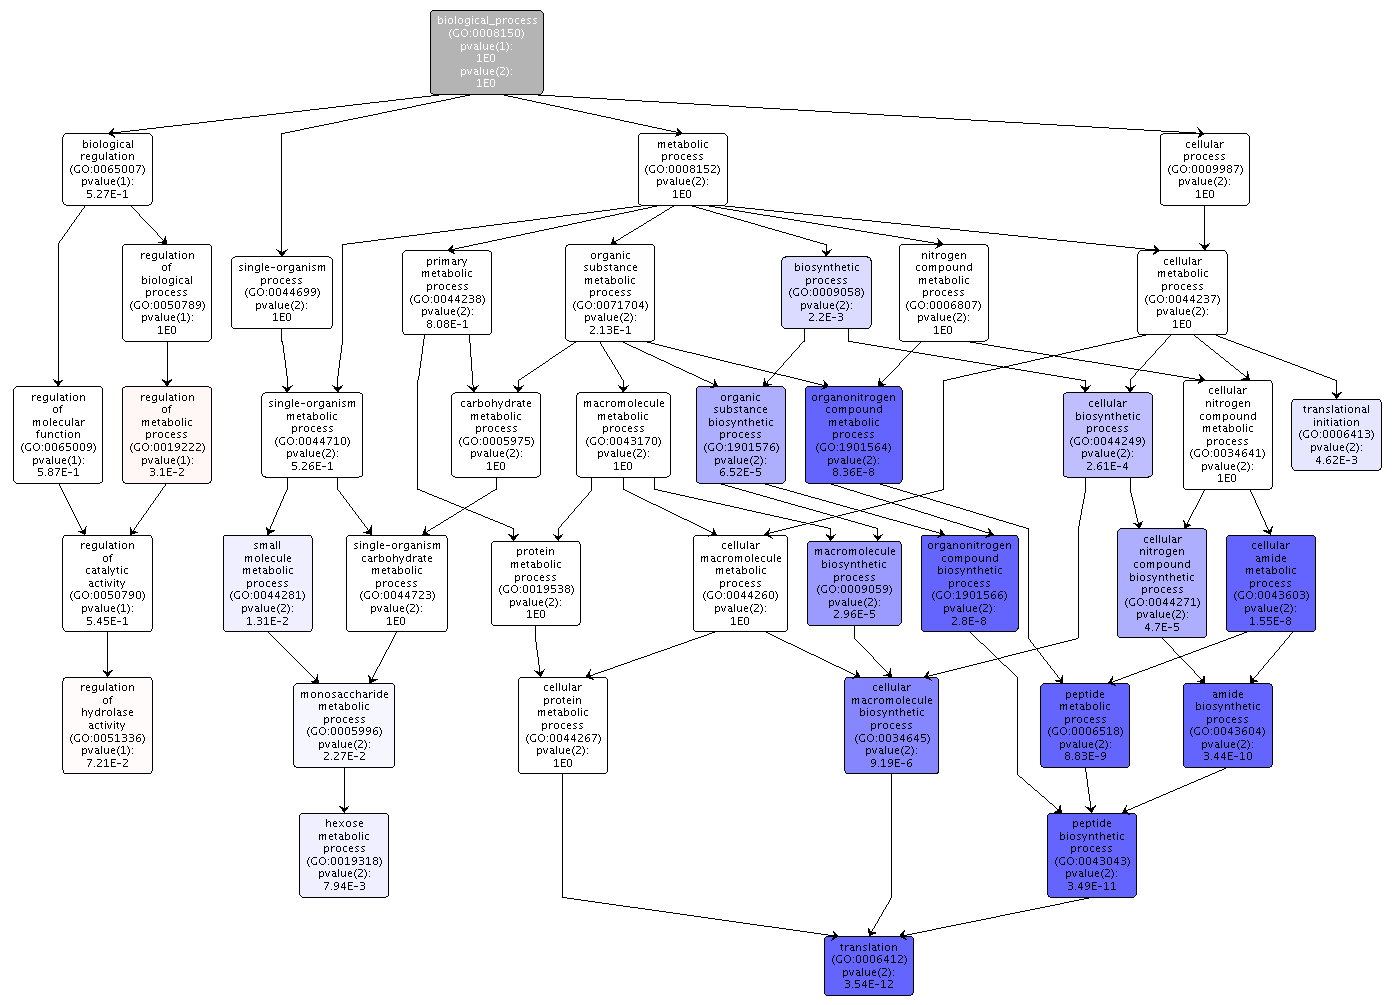 biological_process
(GO:0008150)
pvalue(1):
1E0
pvalue(2):
1E0
biological
regulation
(GO:0065007)
pvalue(1):
5.27E-1
metabolic
process
(GO:0008152)
pvalue(2):
1E0
cellular
process
(GO:0009987)
pvalue(2):
1E0
regulation
of
biological
process
(GO:0050789)
pvalue(1):
1E0
single-organism
process
(GO:0044699)
pvalue(2):
1E0
primary
metabolic
process
(GO:0044238)
pvalue(2):
8.08E-1
organic
substance
metabolic
process
(GO:0071704)
pvalue(2):
2.13E-1
biosynthetic
process
(GO:0009058)
pvalue(2):
2.2E-3
nitrogen
compound
metabolic
process
(GO:0006807)
pvalue(2):
1E0
cellular
metabolic
process
(GO:0044237)
pvalue(2):
1E0
regulation
of
molecular
function
(GO:0065009)
pvalue(1):
5.87E-1
regulation
of
metabolic
process
(GO:0019222)
pvalue(1):
3.1E-2
single-organism
metabolic
process
(GO:0044710)
pvalue(2):
5.26E-1
carbohydrate
metabolic
process
(GO:0005975)
pvalue(2):
1E0
macromolecule
metabolic
process
(GO:0043170)
pvalue(2):
1E0
organic
substance
biosynthetic
process
(GO:1901576)
pvalue(2):
6.52E-5
organonitrogen
compound
metabolic
process
(GO:1901564)
pvalue(2):
8.36E-8
cellular
biosynthetic
process
(GO:0044249)
pvalue(2):
2.61E-4
cellular
nitrogen
compound
metabolic
process
(GO:0034641)
pvalue(2):
1E0
translational
initiation
(GO:0006413)
pvalue(2):
4.62E-3
regulation
of
catalytic
activity
(GO:0050790)
pvalue(1):
5.45E-1
small
molecule
metabolic
process
(GO:0044281)
pvalue(2):
1.31E-2
single-organism
carbohydrate
metabolic
process
(GO:0044723)
pvalue(2):
1E0
protein
metabolic
process
(GO:0019538)
pvalue(2):
1E0
cellular
macromolecule
metabolic
process
(GO:0044260)
pvalue(2):
1E0
macromolecule
biosynthetic
process
(GO:0009059)
pvalue(2):
2.96E-5
organonitrogen
compound
biosynthetic
process
(GO:1901566)
pvalue(2):
2.8E-8
cellular
nitrogen
compound
biosynthetic
process
(GO:0044271)
pvalue(2):
4.7E-5
cellular
amide
metabolic
process
(GO:0043603)
pvalue(2):
1.55E-8
regulation
of
hydrolase
activity
(GO:0051336)
pvalue(1):
7.21E-2
monosaccharide
metabolic
process
(GO:0005996)
pvalue(2):
2.27E-2
cellular
protein
metabolic
process
(GO:0044267)
pvalue(2):
1E0
cellular
macromolecule
biosynthetic
process
(GO:0034645)
pvalue(2):
9.19E-6
peptide
metabolic
process
(GO:0006518)
pvalue(2):
8.83E-9
amide
biosynthetic
process
(GO:0043604)
pvalue(2):
3.44E-10
hexose
metabolic
process
(GO:0019318)
pvalue(2):
7.94E-3
peptide
biosynthetic
process
(GO:0043043)
pvalue(2):
3.49E-11
translation
(GO:0006412)
pvalue(2):
3.54E-12